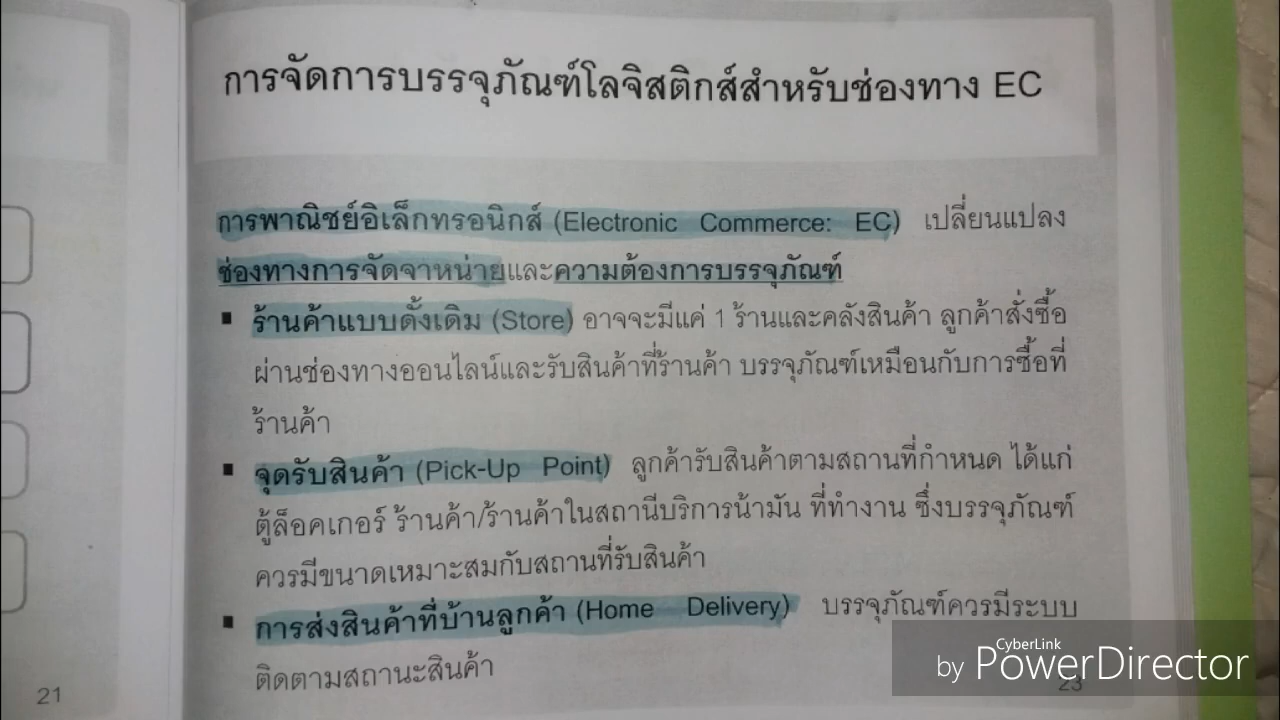 การจัดการบรรจุภัณฑ์โลจิสติกส์สำหรับช่องทาง EC
การพาณิชย์อิเล็กทรอนิกส์ (Electronic Commerce: EC) เปลี่ยนแปลง
ช่องทางการจัดจำหน่ายและความต้องการบรรจุภัณฑ์
▪ ร้านค้าแบบดั้งเดิม (Store) อาจจะมีแค่ 1 ร้านและคลังสินค้า ลูกค้าสั่งซื้อ
ผ่านช่องทางออนไลน์และรับสินค้าที่ร้านค้า บรรจุภัณฑ์เหมือนกับการซื้อที่
ร้านค้า
▪ จุดรับสินค้า (Pick-Up Point) ลูกค้ารับสินค้าตามสถานที่กำหนด ได้แก่
ตู้ล็อคเกอร์ ร้านค้า/ร้านค้าในสถานีบริการน้ำมัน ที่ทำงาน ซึ่งบรรจุภัณฑ์
ควรมีขนาดเหมาะสมกับสถานที่รับสินค้า
▪ การส่งสินค้าที่บ้านลูกค้า (Home Delivery) บรรจุภัณฑ์ควรมีระบบ
ติดตามสถานะสินค้า
21
23
CyberLink
by PowerDirector